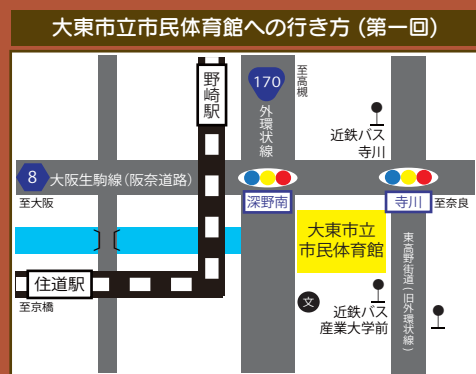 大東市立市民体育館への行き方（第一回）
野崎駅
170
外環状線
至高槻
近鉄バス
寺川
8
大阪生駒線（阪奈道路）
至大阪
深野南
寺川
至奈良
大東市立
市民体育館
東高野街道（旧外環状線）
住道駅
至京橋
文
近鉄バス
産業大学前